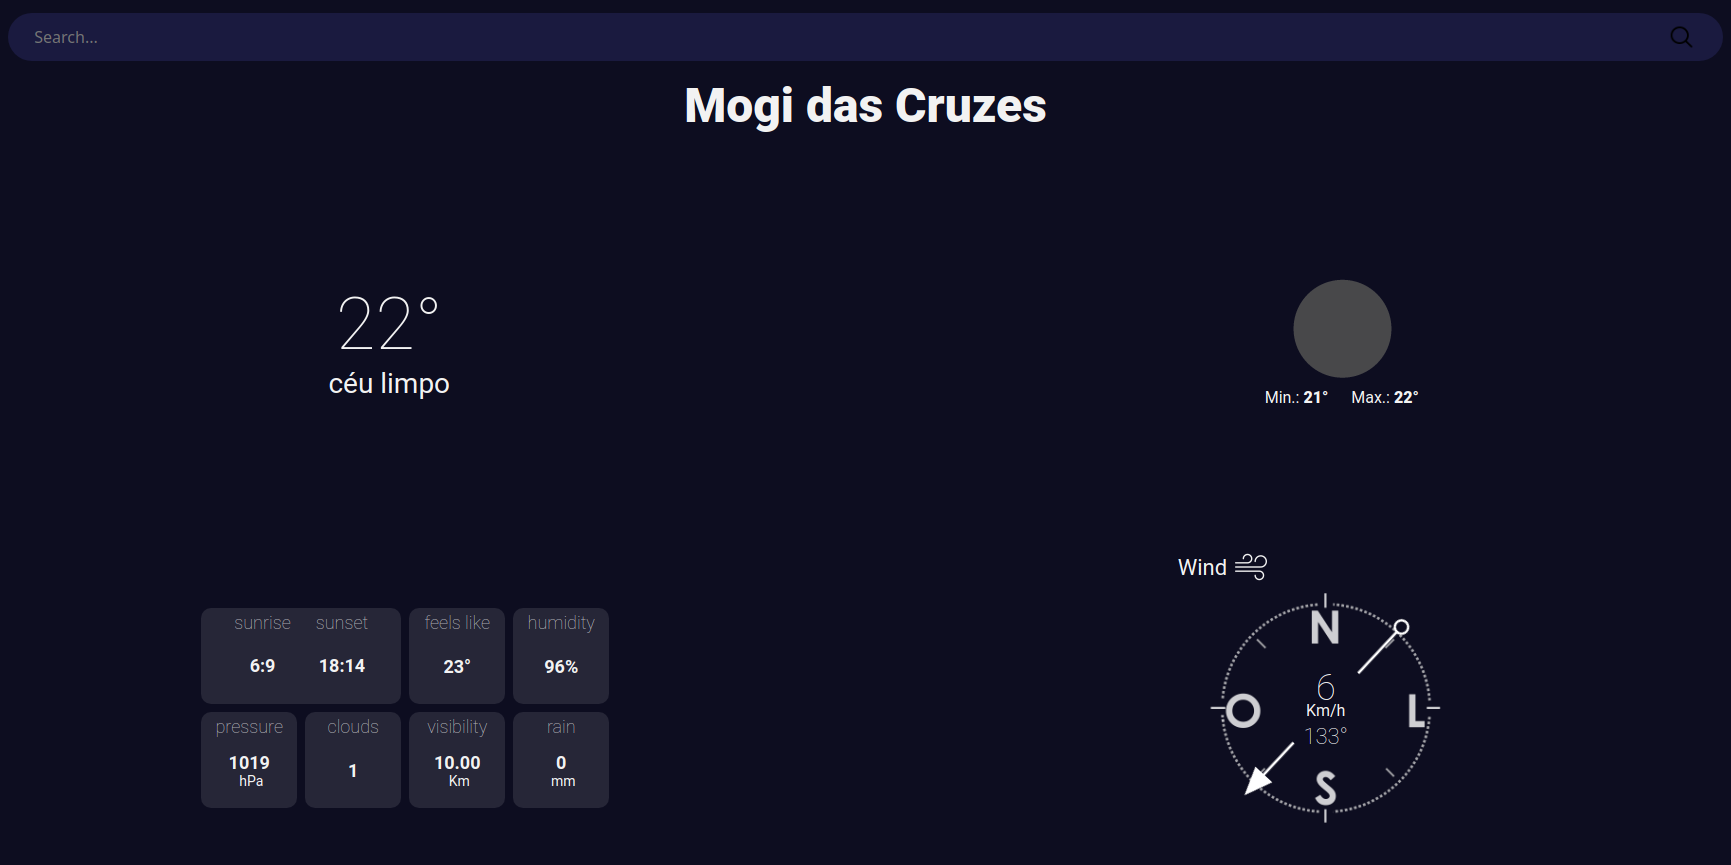 Search...
Mogi das Cruzes
22°
céu limpo
Min.: 21° Max.: 22°
Wind
sunrise sunset
6:9 18:14
feels like
23°
humidity
96%
pressure
1019
hPa
clouds
1
visibility
10.00
Km
rain
0
mm
N
6
Km/h
133°
O
L
S